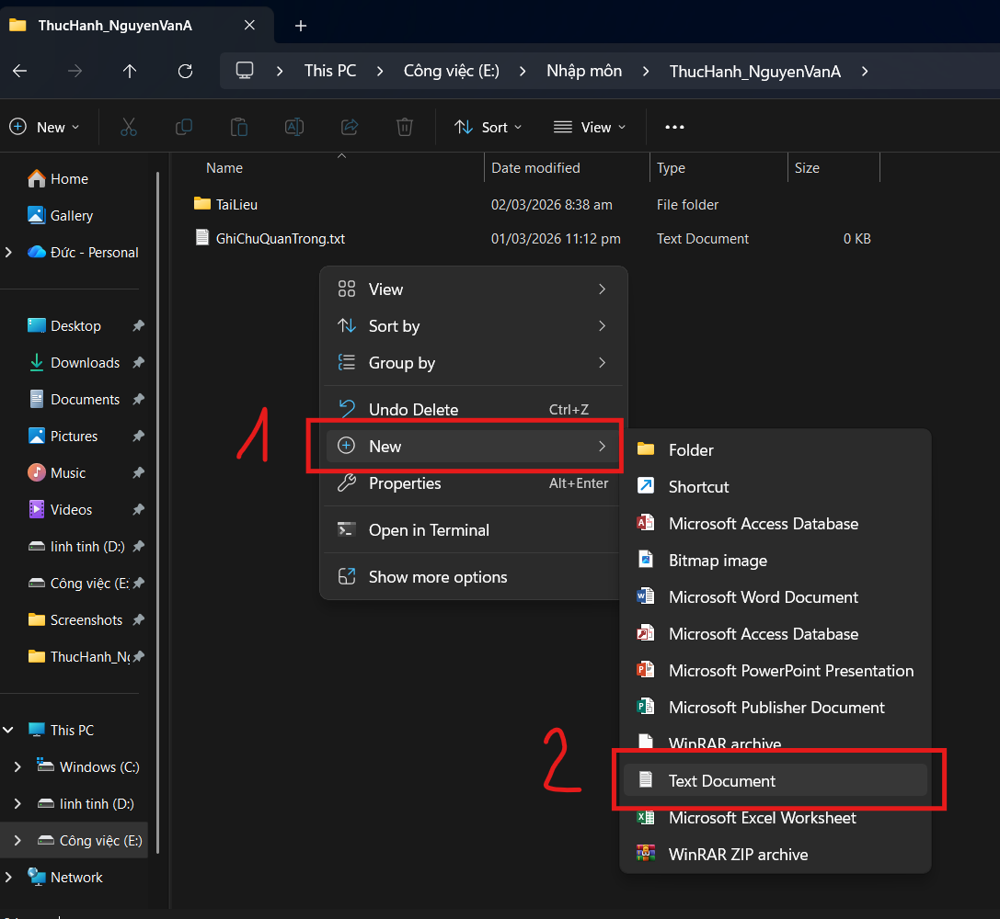 ThucHanh_NguyenVanA
This PC > Công việc (E:) > Nhập môn > ThucHanh_NguyenVanA >
New Sort View
Name Date modified Type Size
TaiLieu 02/03/2026 8:38 am File folder
GhiChuQuanTrong.txt 01/03/2026 11:12 pm Text Document 0 KB
Home
Gallery
Đức - Personal
Desktop
Downloads
Documents
Pictures
Music
Videos
linh tinh (D:)
Công việc (E:
Screenshots
ThucHanh_Ng
This PC
Windows (C:)
linh tinh (D:)
Công việc (E:)
Network
View
Sort by
Group by
Undo Delete Ctrl+Z
1
New
Properties Alt+Enter
Open in Terminal
Show more options
Folder
Shortcut
Microsoft Access Database
Bitmap image
Microsoft Word Document
Microsoft Access Database
Microsoft PowerPoint Presentation
Microsoft Publisher Document
WinRAR archive
2
Text Document
Microsoft Excel Worksheet
WinRAR ZIP archive